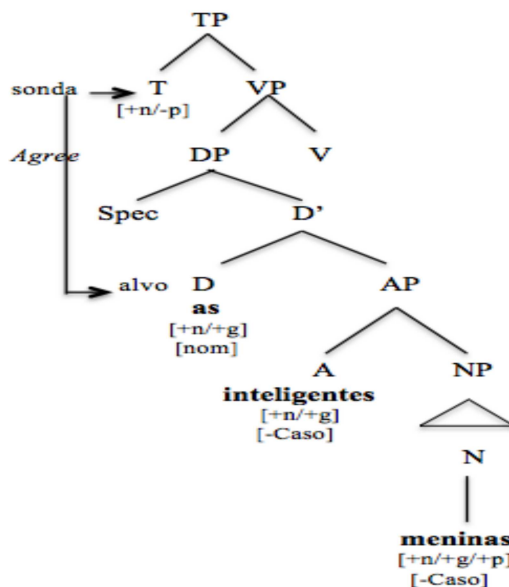 TP
sonda T VP
[+n/-p]
Agree DP V
Spec D’
alvo D AP
as
[+n/+g]
[nom]
A NP
inteligentes
[+n/+g]
[-Caso]
N
meninas
[+n/+g/+p]
[-Caso]